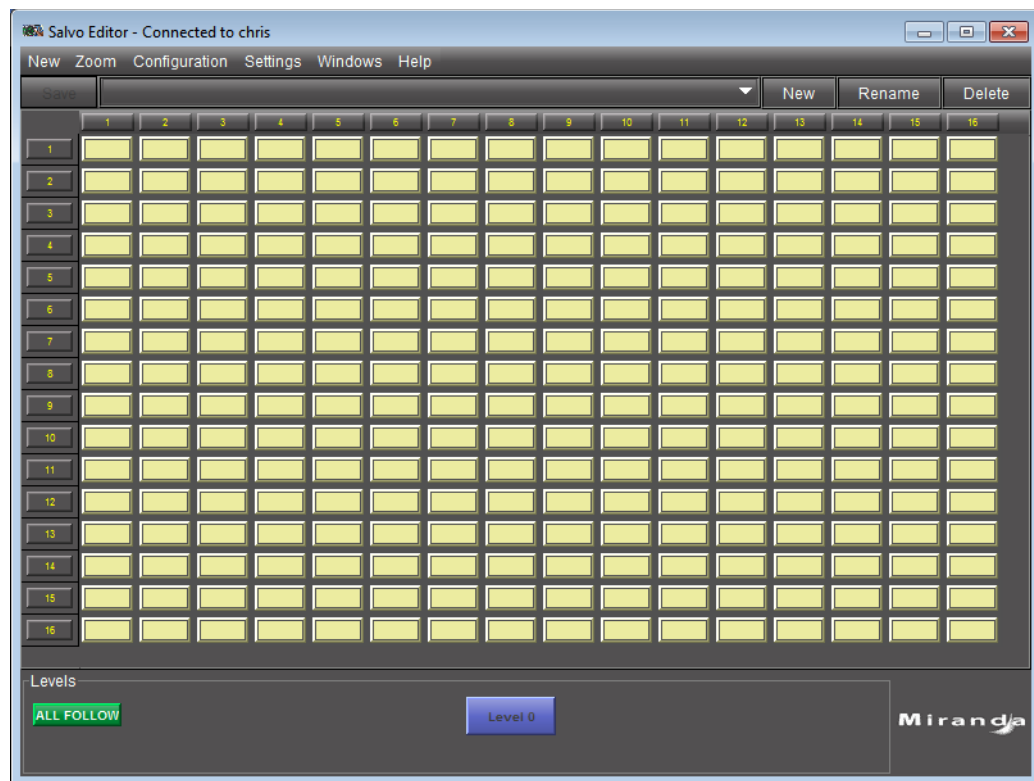 Salvo Editor - Connected to chris
New Zoom Configuration Settings Windows Help
Save New Rename Delete
1 2 3 4 5 6 7 8 9 10 11 12 13 14 15 16
1
2
3
4
5
6
7
8
9
10
11
12
13
14
15
16
Levels
ALL FOLLOW Level 0
Miranda